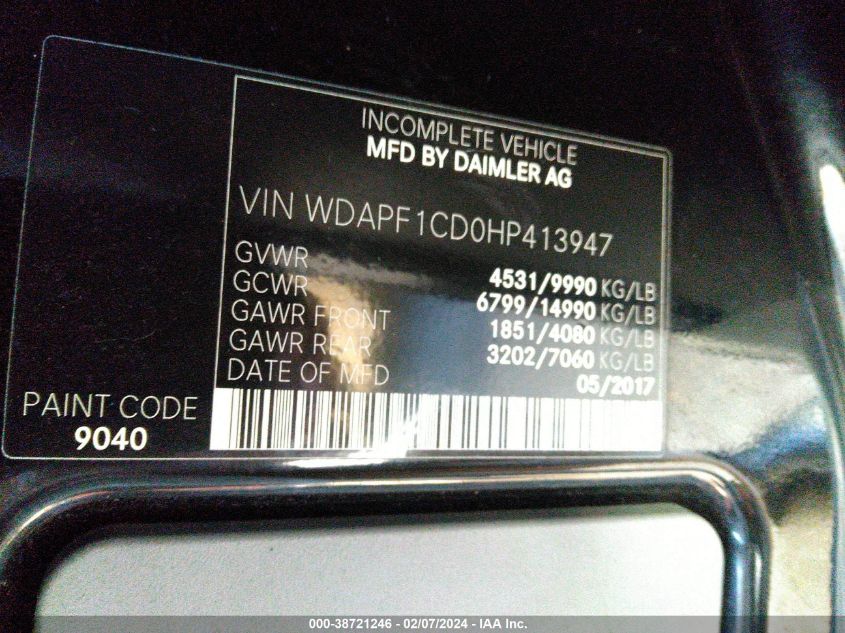 INCOMPLETE VEHICLE
MFD BY DAIMLER AG
VIN WDAPF1CD0HP413947
GVWR 4531/9990 KG/LB
GCWR 6799/14990 KG/LB
GAWR FRONT 1851/4080 KG/LB
GAWR REAR 3202/7060 KG/LB
DATE OF MFD 05/2017
PAINT CODE
9040
000-38721246 - 02/07/2024 - IAA Inc.